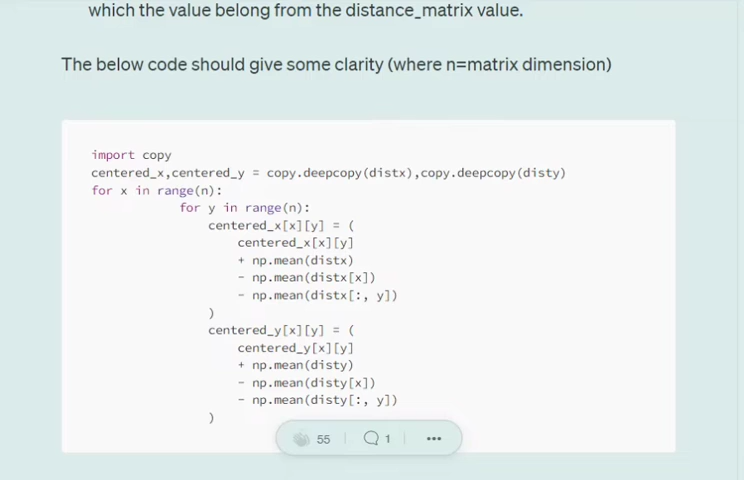 which the value belong from the distance_matrix value.
The below code should give some clarity (where n=matrix dimension)
import copy
centered_x,centered_y = copy.deepcopy(distx),copy.deepcopy(disty)
for x in range(n):
for y in range(n):
centered_x[x][y] = (
centered_x[x][y]
+ np.mean(distx)
- np.mean(distx[x])
- np.mean(distx[:, y])
)
centered_y[x][y] = (
centered_y[x][y]
+ np.mean(disty)
- np.mean(disty[x])
- np.mean(disty[:, y])
)
55
1